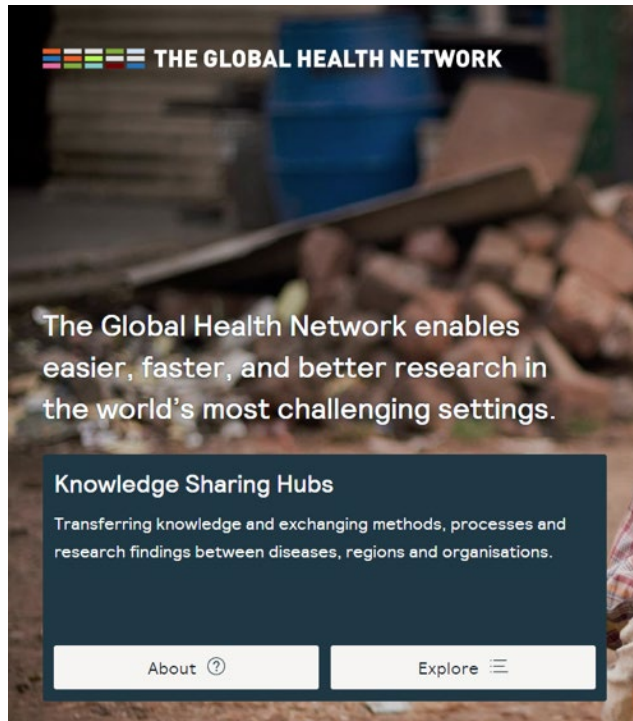 THE GLOBAL HEALTH NETWORK
The Global Health Network enables
easier, faster, and better research in
the world's most challenging settings.
Knowledge Sharing Hubs
Transferring knowledge and exchanging methods, processes and
research findings between diseases, regions and organisations.
About
Explore